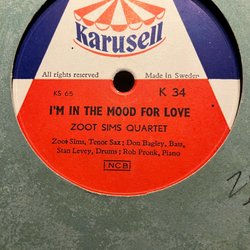 Karusell
All rights reserved Made in Sweden
KS 65 K 34
I'M IN THE MOOD FOR LOVE
ZOOT SIMS QUARTET
Zoot Sims, Tenor Sax; Don Bagley, Bass,
Stan Levey, Drums; Rob Pronk, Piano
NCB